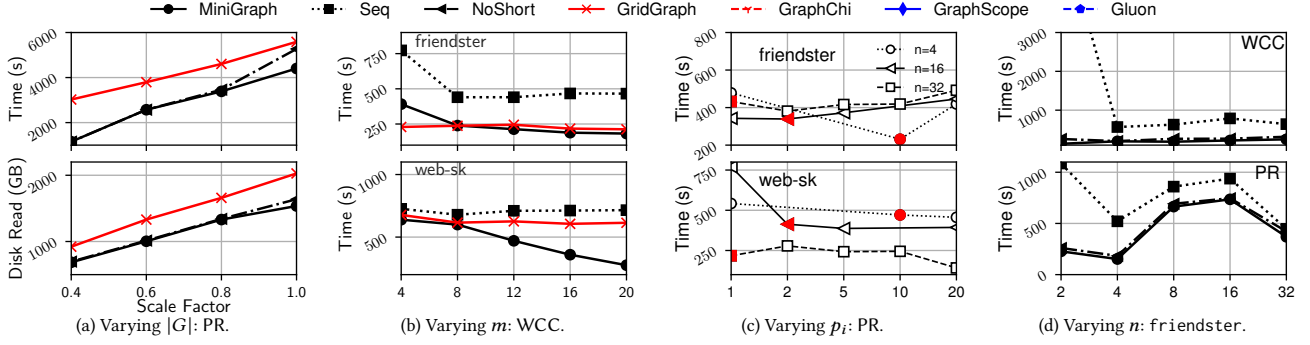 MiniGraph Seq NoShort GridGraph GraphChi GraphScope Gluon
6000
4000
2000
Time (s)
2000
1000
Disk Read (GB)
0.4 0.6 0.8 1.0
Scale Factor
(a) Varying |G|: PR.
friendster
750
500
250
Time (s)
web-sk
1000
500
Time (s)
4 8 12 16 20
(b) Varying m: WCC.
friendster
n=4
n=16
n=32
800
600
400
200
Time (s)
web-sk
750
500
250
Time (s)
1 2 5 10 20
(c) Varying p_i: PR.
WCC
3000
2000
1000
Time (s)
PR
1000
500
0
Time (s)
2 4 8 16 32
(d) Varying n: friendster.